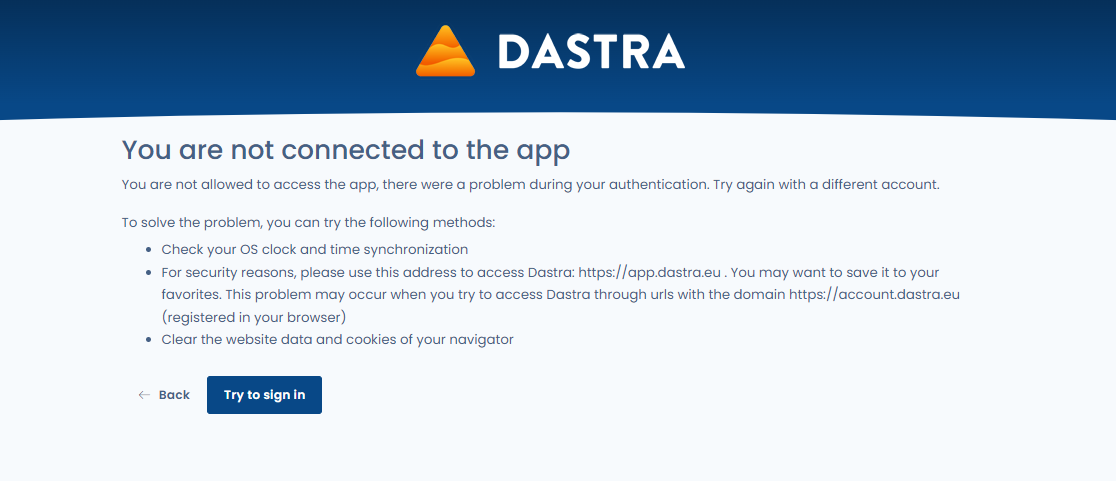 DASTRA
You are not connected to the app
You are not allowed to access the app, there were a problem during your authentication. Try again with a different account.
To solve the problem, you can try the following methods:
Check your OS clock and time synchronization
For security reasons, please use this address to access Dastra: https://app.dastra.eu . You may want to save it to your
favorites. This problem may occur when you try to access Dastra through urls with the domain https://account.dastra.eu
(registered in your browser)
Clear the website data and cookies of your navigator
Back
Try to sign in